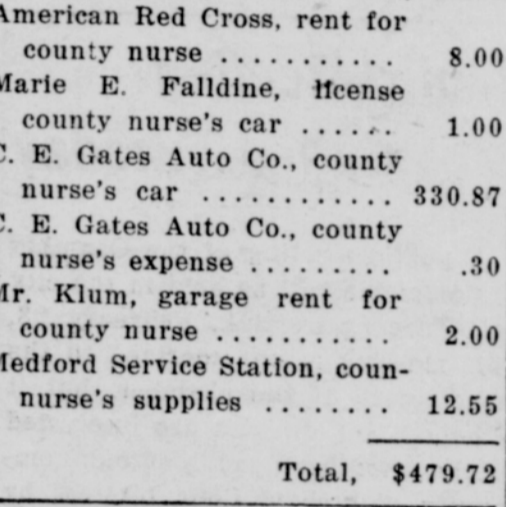 American Red Cross, rent for
county nurse ........... 8.00
Marie E. Falldine, license
county nurse's car ...... 1.00
C. E. Gates Auto Co., county
nurse's car ............ 330.87
C. E. Gates Auto Co., county
nurse's expense ......... .30
Mr. Klum, garage rent for
county nurse ........... 2.00
Medford Service Station, coun-
nurse's supplies ........ 12.55
Total, $479.72